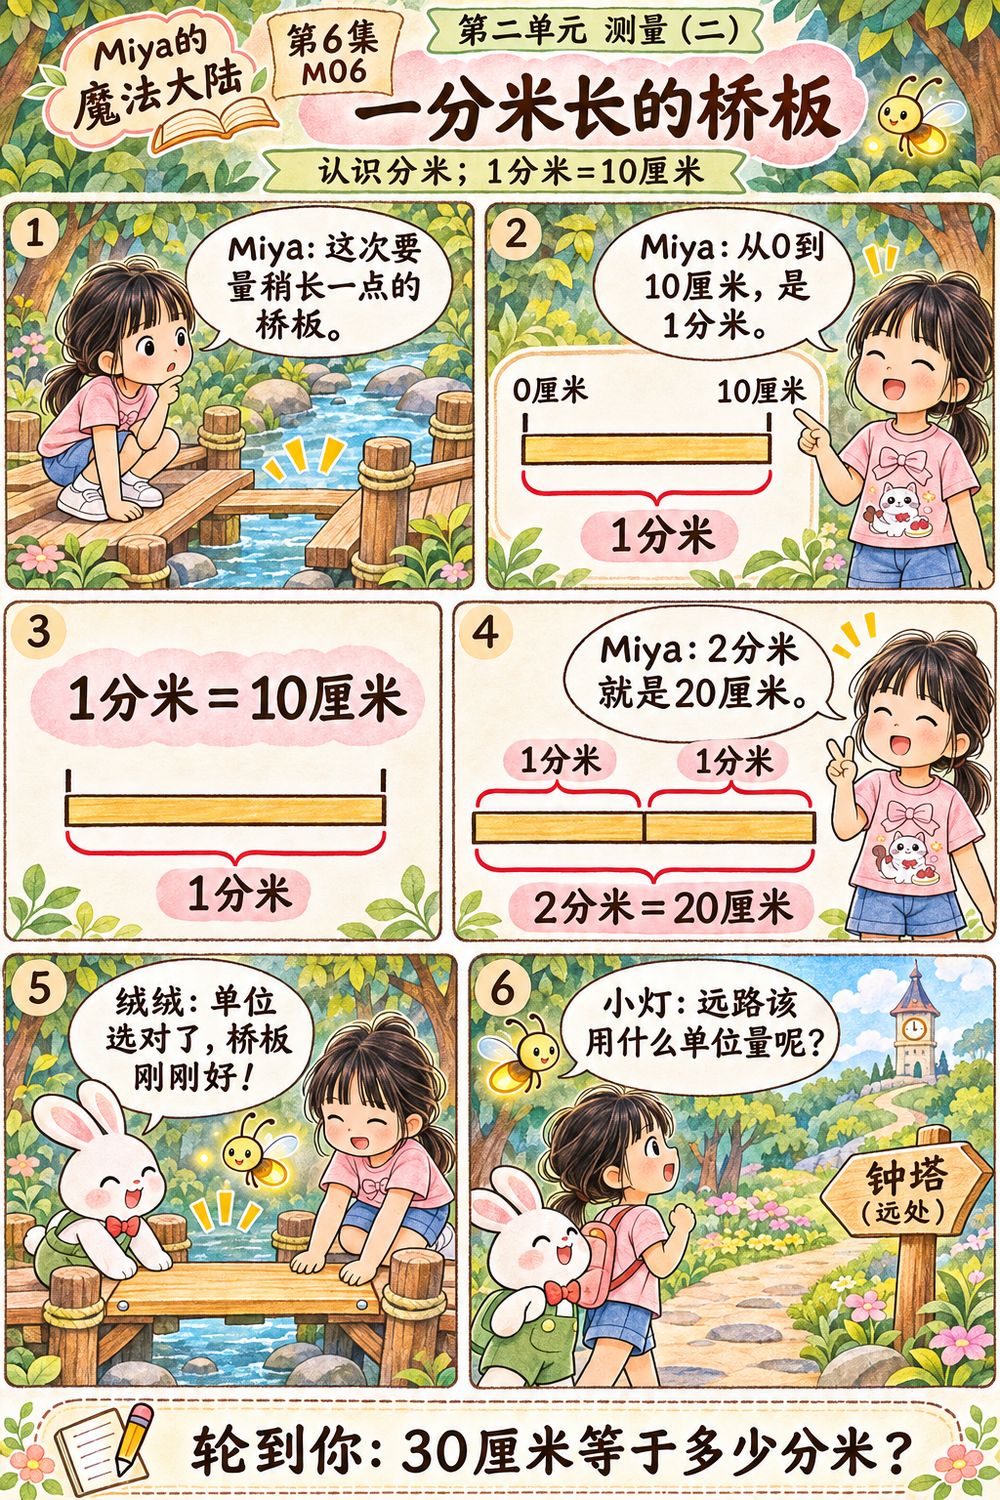 Miya的
魔法大陆
第6集
M06
第二单元 测量(二)
一分米长的桥板
认识分米；1分米=10厘米
1
Miya：这次要
量稍长一点的
桥板。
2
Miya：从0到
10厘米，是
1分米。
0厘米 10厘米
1分米
3
1分米=10厘米
1分米
4
Miya：2分米
就是20厘米。
1分米 1分米
2分米=20厘米
5
绒绒：单位
选对了，桥板
刚刚好！
6
小灯：远路该
用什么单位量呢？
钟塔
(远处)
轮到你：30厘米等于多少分米？